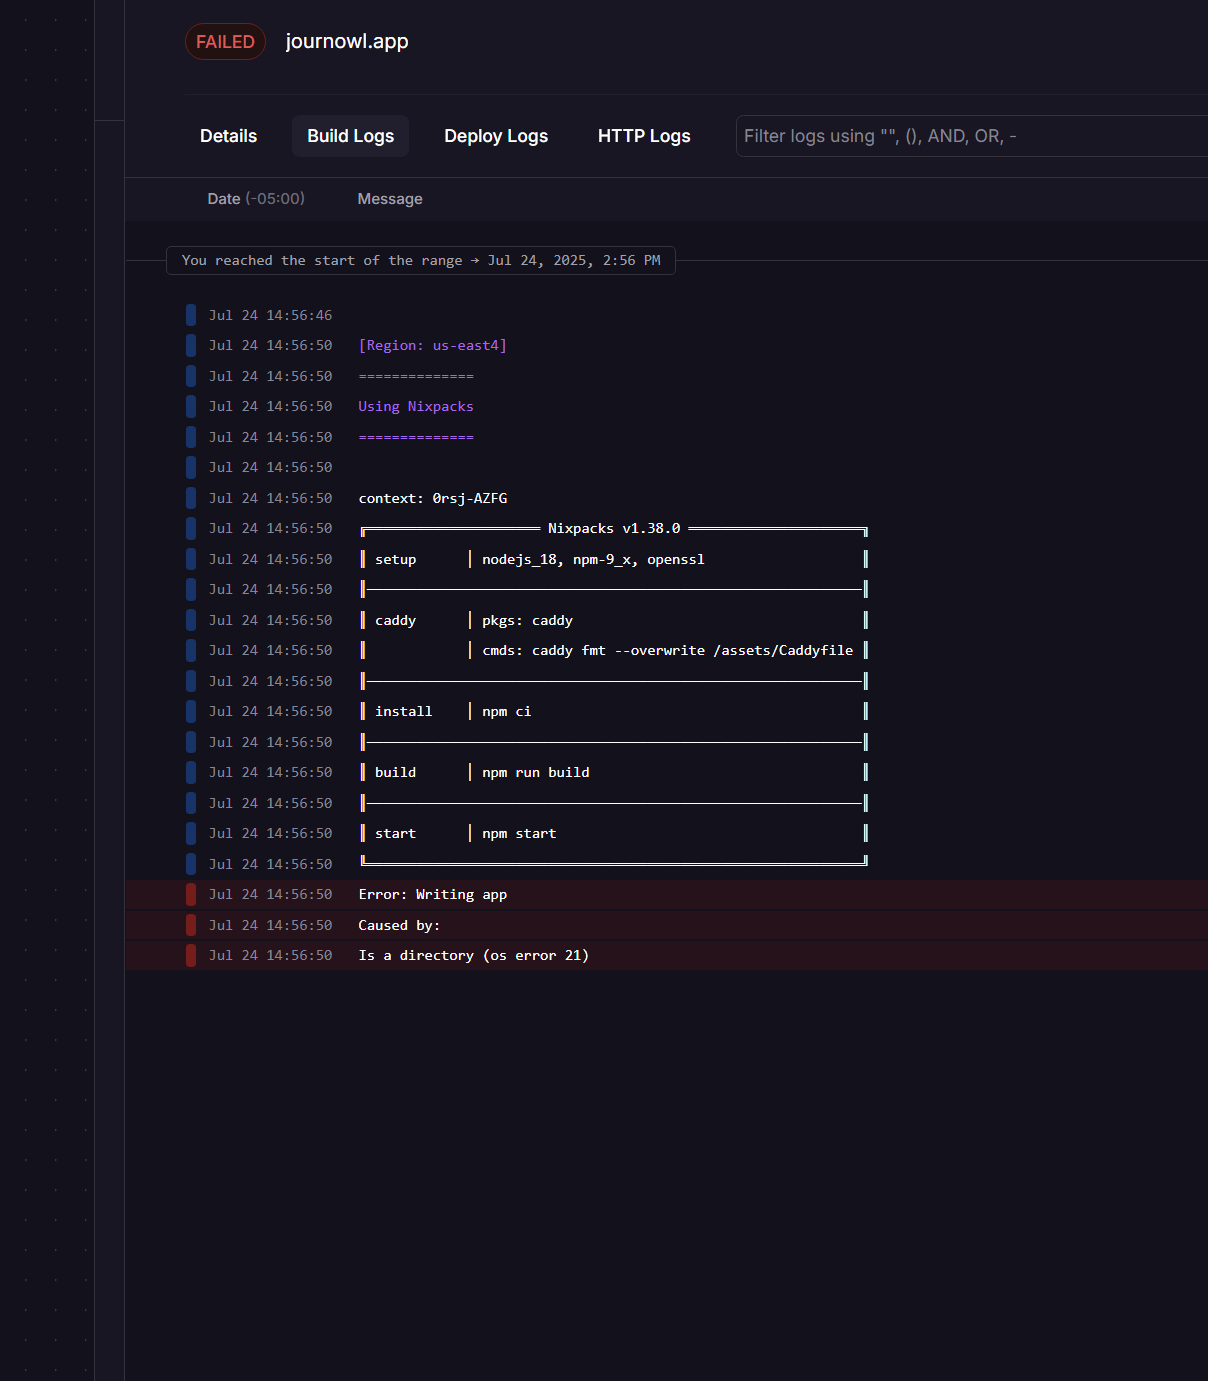 FAILED journowl.app
Details Build Logs Deploy Logs HTTP Logs Filter logs using "", (), AND, OR, -
Date (-05:00) Message
You reached the start of the range → Jul 24, 2025, 2:56 PM
Jul 24 14:56:46
Jul 24 14:56:50 [Region: us-east4]
Jul 24 14:56:50 ==============
Jul 24 14:56:50 Using Nixpacks
Jul 24 14:56:50 ==============
Jul 24 14:56:50
Jul 24 14:56:50 context: 0rsj-AZFG
Jul 24 14:56:50 ╔═════════════════════ Nixpacks v1.38.0 ═════════════════════╗
Jul 24 14:56:50 ║ setup │ nodejs_18, npm-9_x, openssl ║
Jul 24 14:56:50 ║────────────────────────────────────────────────────────────║
Jul 24 14:56:50 ║ caddy │ pkgs: caddy ║
Jul 24 14:56:50 ║ │ cmds: caddy fmt --overwrite /assets/Caddyfile ║
Jul 24 14:56:50 ║────────────────────────────────────────────────────────────║
Jul 24 14:56:50 ║ install │ npm ci ║
Jul 24 14:56:50 ║────────────────────────────────────────────────────────────║
Jul 24 14:56:50 ║ build │ npm run build ║
Jul 24 14:56:50 ║────────────────────────────────────────────────────────────║
Jul 24 14:56:50 ║ start │ npm start ║
Jul 24 14:56:50 ╚════════════════════════════════════════════════════════════╝
Jul 24 14:56:50 Error: Writing app
Jul 24 14:56:50 Caused by:
Jul 24 14:56:50 Is a directory (os error 21)